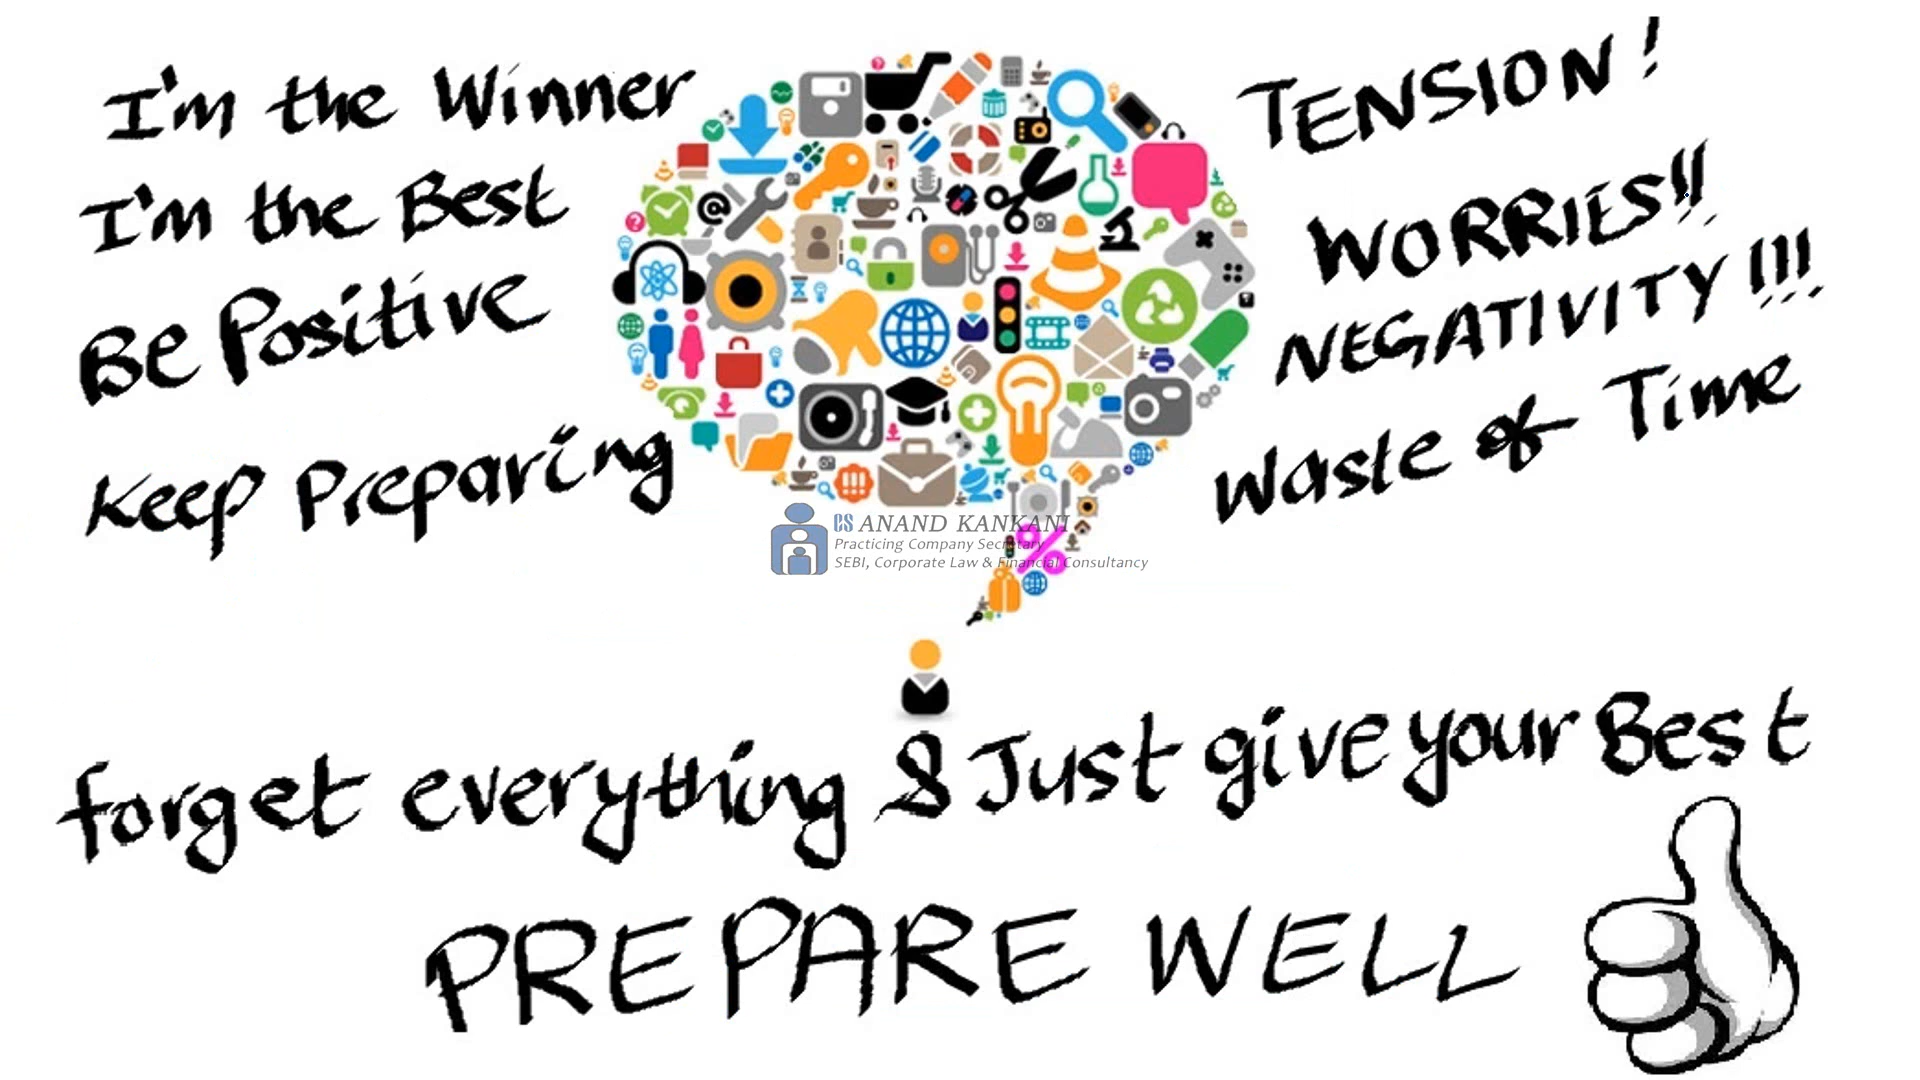 I'm the Winner
I'm the Best
Be Positive
Keep Preparing
TENSION!
WORRIES!!
NEGATIVITY!!!
Waste of Time
CS ANAND KANKANI
Practicing Company Secretary
SEBI, Corporate Law & Financial Consultancy
forget everything & Just give your Best
PREPARE WELL